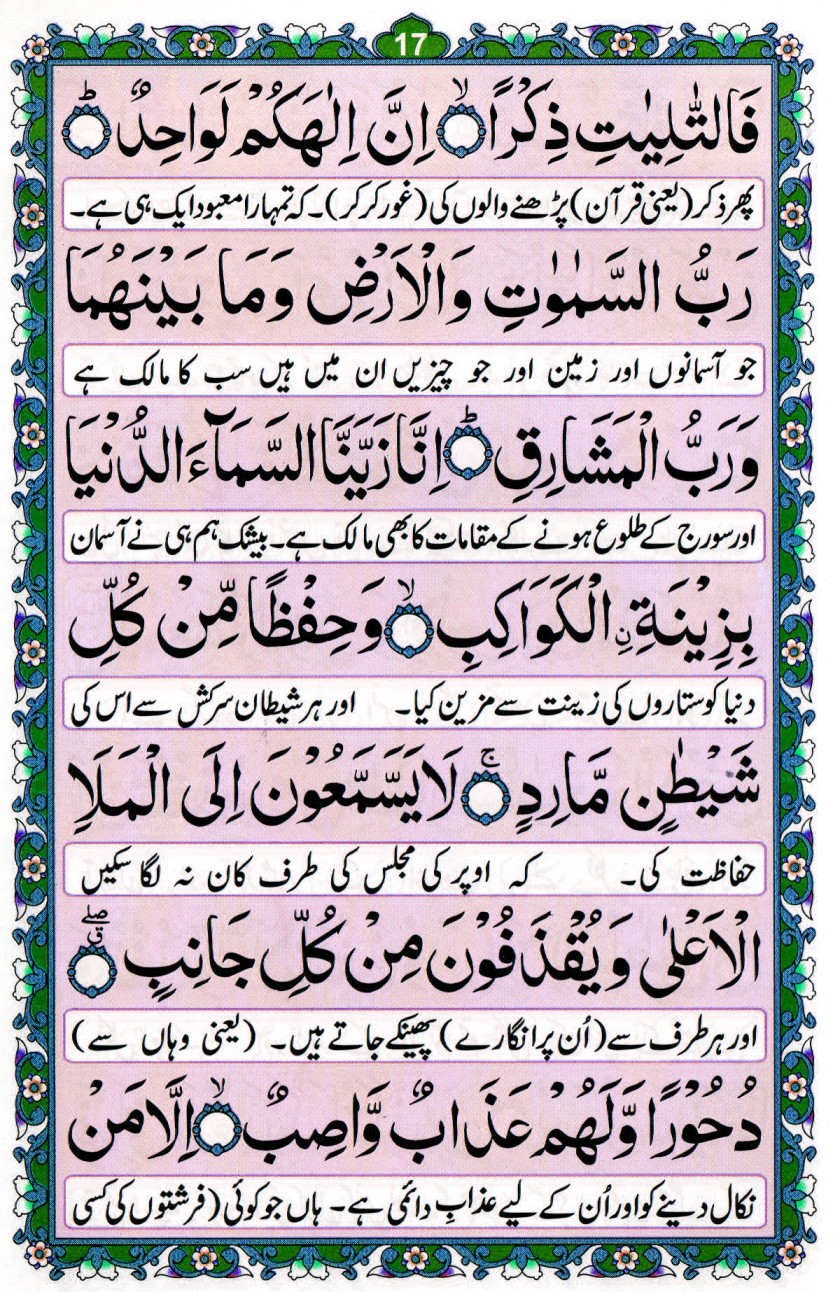 17
فَالتّٰلِيٰتِ ذِكْرًا ۙ اِنَّ اِلٰهَكُمْ لَوَاحِدٌ ؕ
پھر ذکر (یعنی قرآن) پڑھنے والوں کی (غور کر کر)۔ کہ تمہارا معبود ایک ہی ہے۔
رَبُّ السَّمٰوٰتِ وَالْاَرْضِ وَمَا بَيْنَهُمَا
جو آسمانوں اور زمین اور جو چیزیں ان میں ہیں سب کا مالک ہے
وَرَبُّ الْمَشَارِقِ ؕ اِنَّا زَيَّنَّا السَّمَآءَ الدُّنْيَا
اور سورج کے طلوع ہونے کے مقامات کا بھی مالک ہے۔ بیشک ہم ہی نے آسمان
بِزِيْنَةِ ِۨ الْكَوَاكِبِ ۙ وَحِفْظًا مِّنْ كُلِّ
دنیا کو ستاروں کی زینت سے مزین کیا۔ اور ہر شیطان سرکش سے اس کی
شَيْطٰنٍ مَّارِدٍ ۚ لَا يَسَّمَّعُوْنَ اِلَى الْمَلَاِ
حفاظت کی۔ کہ اوپر کی مجلس کی طرف کان نہ لگا سکیں
الْاَعْلٰى وَيُقْذَفُوْنَ مِنْ كُلِّ جَانِبٍ ۖ ق
اور ہر طرف سے (اُن پر انگارے) پھینکے جاتے ہیں۔ (یعنی وہاں سے)
دُحُوْرًا وَّلَهُمْ عَذَابٌ وَّاصِبٌ ۙ اِلَّا مَنْ
نکال دینے کو اور اُن کے لیے عذابِ دائمی ہے۔ ہاں جو کوئی (فرشتوں کی کسی